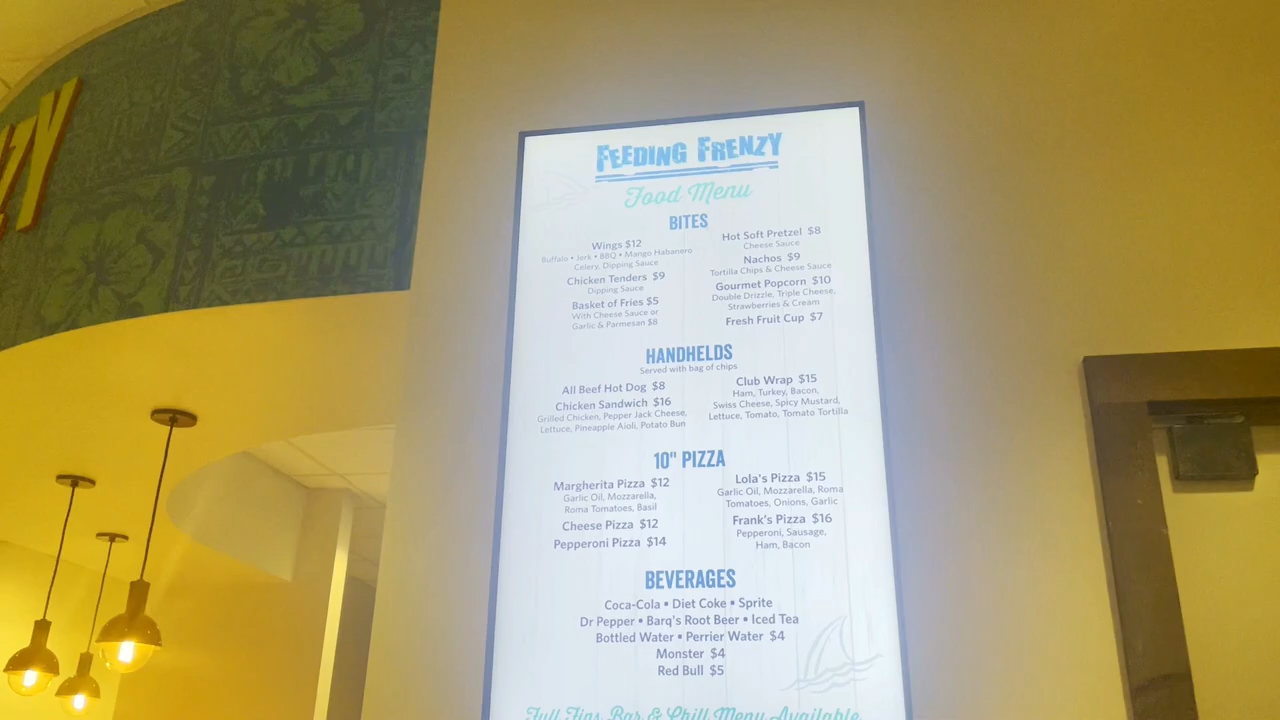 ZY
FEEDING FRENZY
Food Menu
BITES
Wings $12
Buffalo • Jerk • BBQ • Mango Habanero
Celery, Dipping Sauce
Chicken Tenders $9
Dipping Sauce
Basket of Fries $5
With Cheese Sauce or
Garlic & Parmesan $8
Hot Soft Pretzel $8
Cheese Sauce
Nachos $9
Tortilla Chips & Cheese Sauce
Gourmet Popcorn $10
Double Drizzle, Triple Cheese,
Strawberries & Cream
Fresh Fruit Cup $7
HANDHELDS
Served with bag of chips
All Beef Hot Dog $8
Chicken Sandwich $16
Grilled Chicken, Pepper Jack Cheese,
Lettuce, Pineapple Aioli, Potato Bun
Club Wrap $15
Ham, Turkey, Bacon,
Swiss Cheese, Spicy Mustard,
Lettuce, Tomato, Tomato Tortilla
10" PIZZA
Margherita Pizza $12
Garlic Oil, Mozzarella,
Roma Tomatoes, Basil
Cheese Pizza $12
Pepperoni Pizza $14
Lola's Pizza $15
Garlic Oil, Mozzarella, Roma
Tomatoes, Onions, Garlic
Frank's Pizza $16
Pepperoni, Sausage,
Ham, Bacon
BEVERAGES
Coca-Cola ▪ Diet Coke ▪ Sprite
Dr Pepper ▪ Barq's Root Beer ▪ Iced Tea
Bottled Water ▪ Perrier Water $4
Monster $4
Red Bull $5
Full Fins Bar & Chill Menu Available